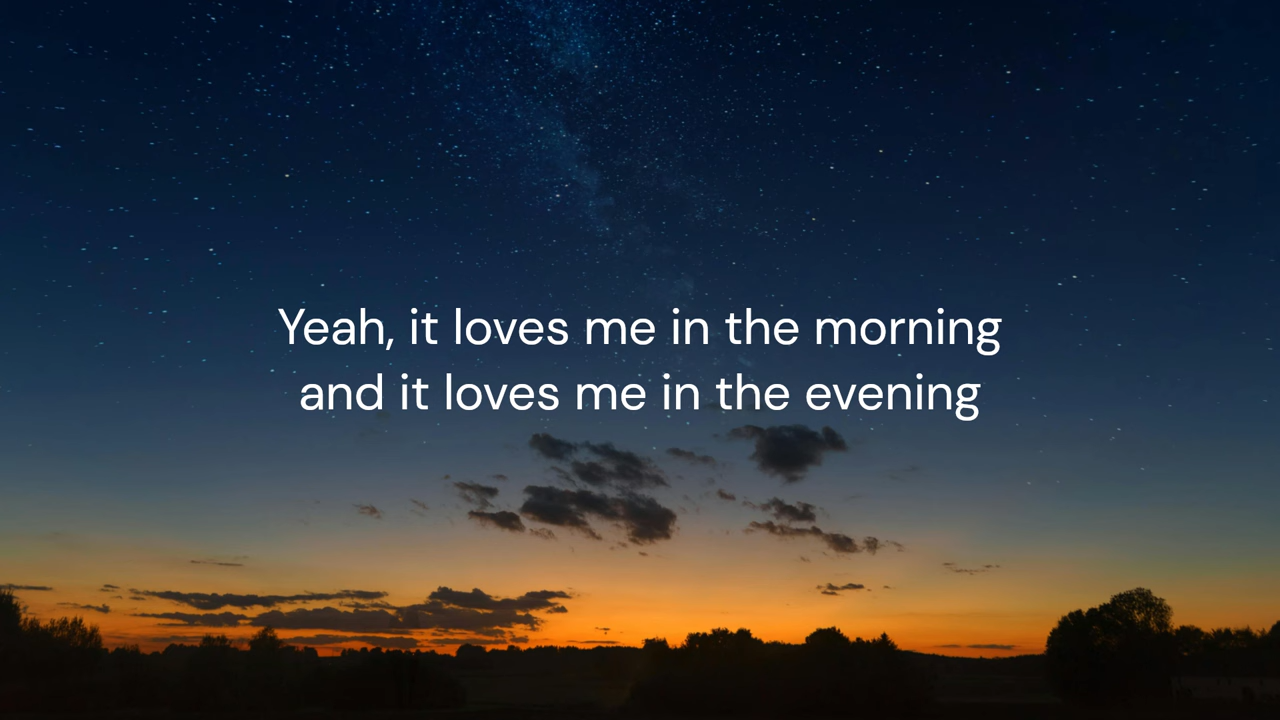 Yeah, it loves me in the morning
and it loves me in the evening